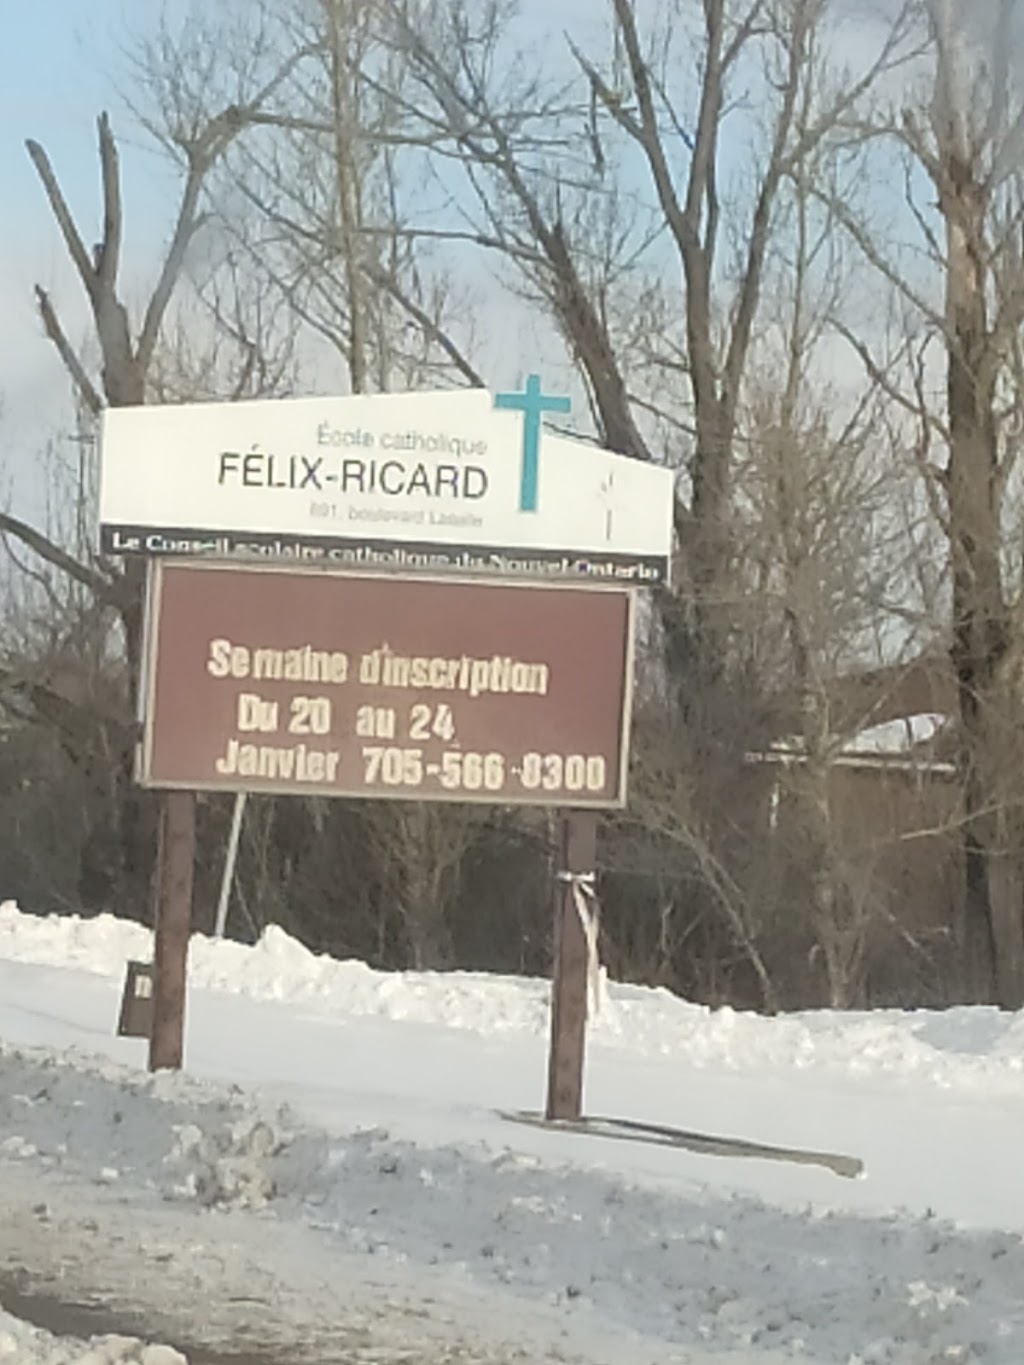 École catholique
FÉLIX-RICARD
691, boulevard Lasalle
Le Conseil scolaire catholique du Nouvel-Ontario
Semaine d'inscription
Du 20 au 24
Janvier 705-566-8300